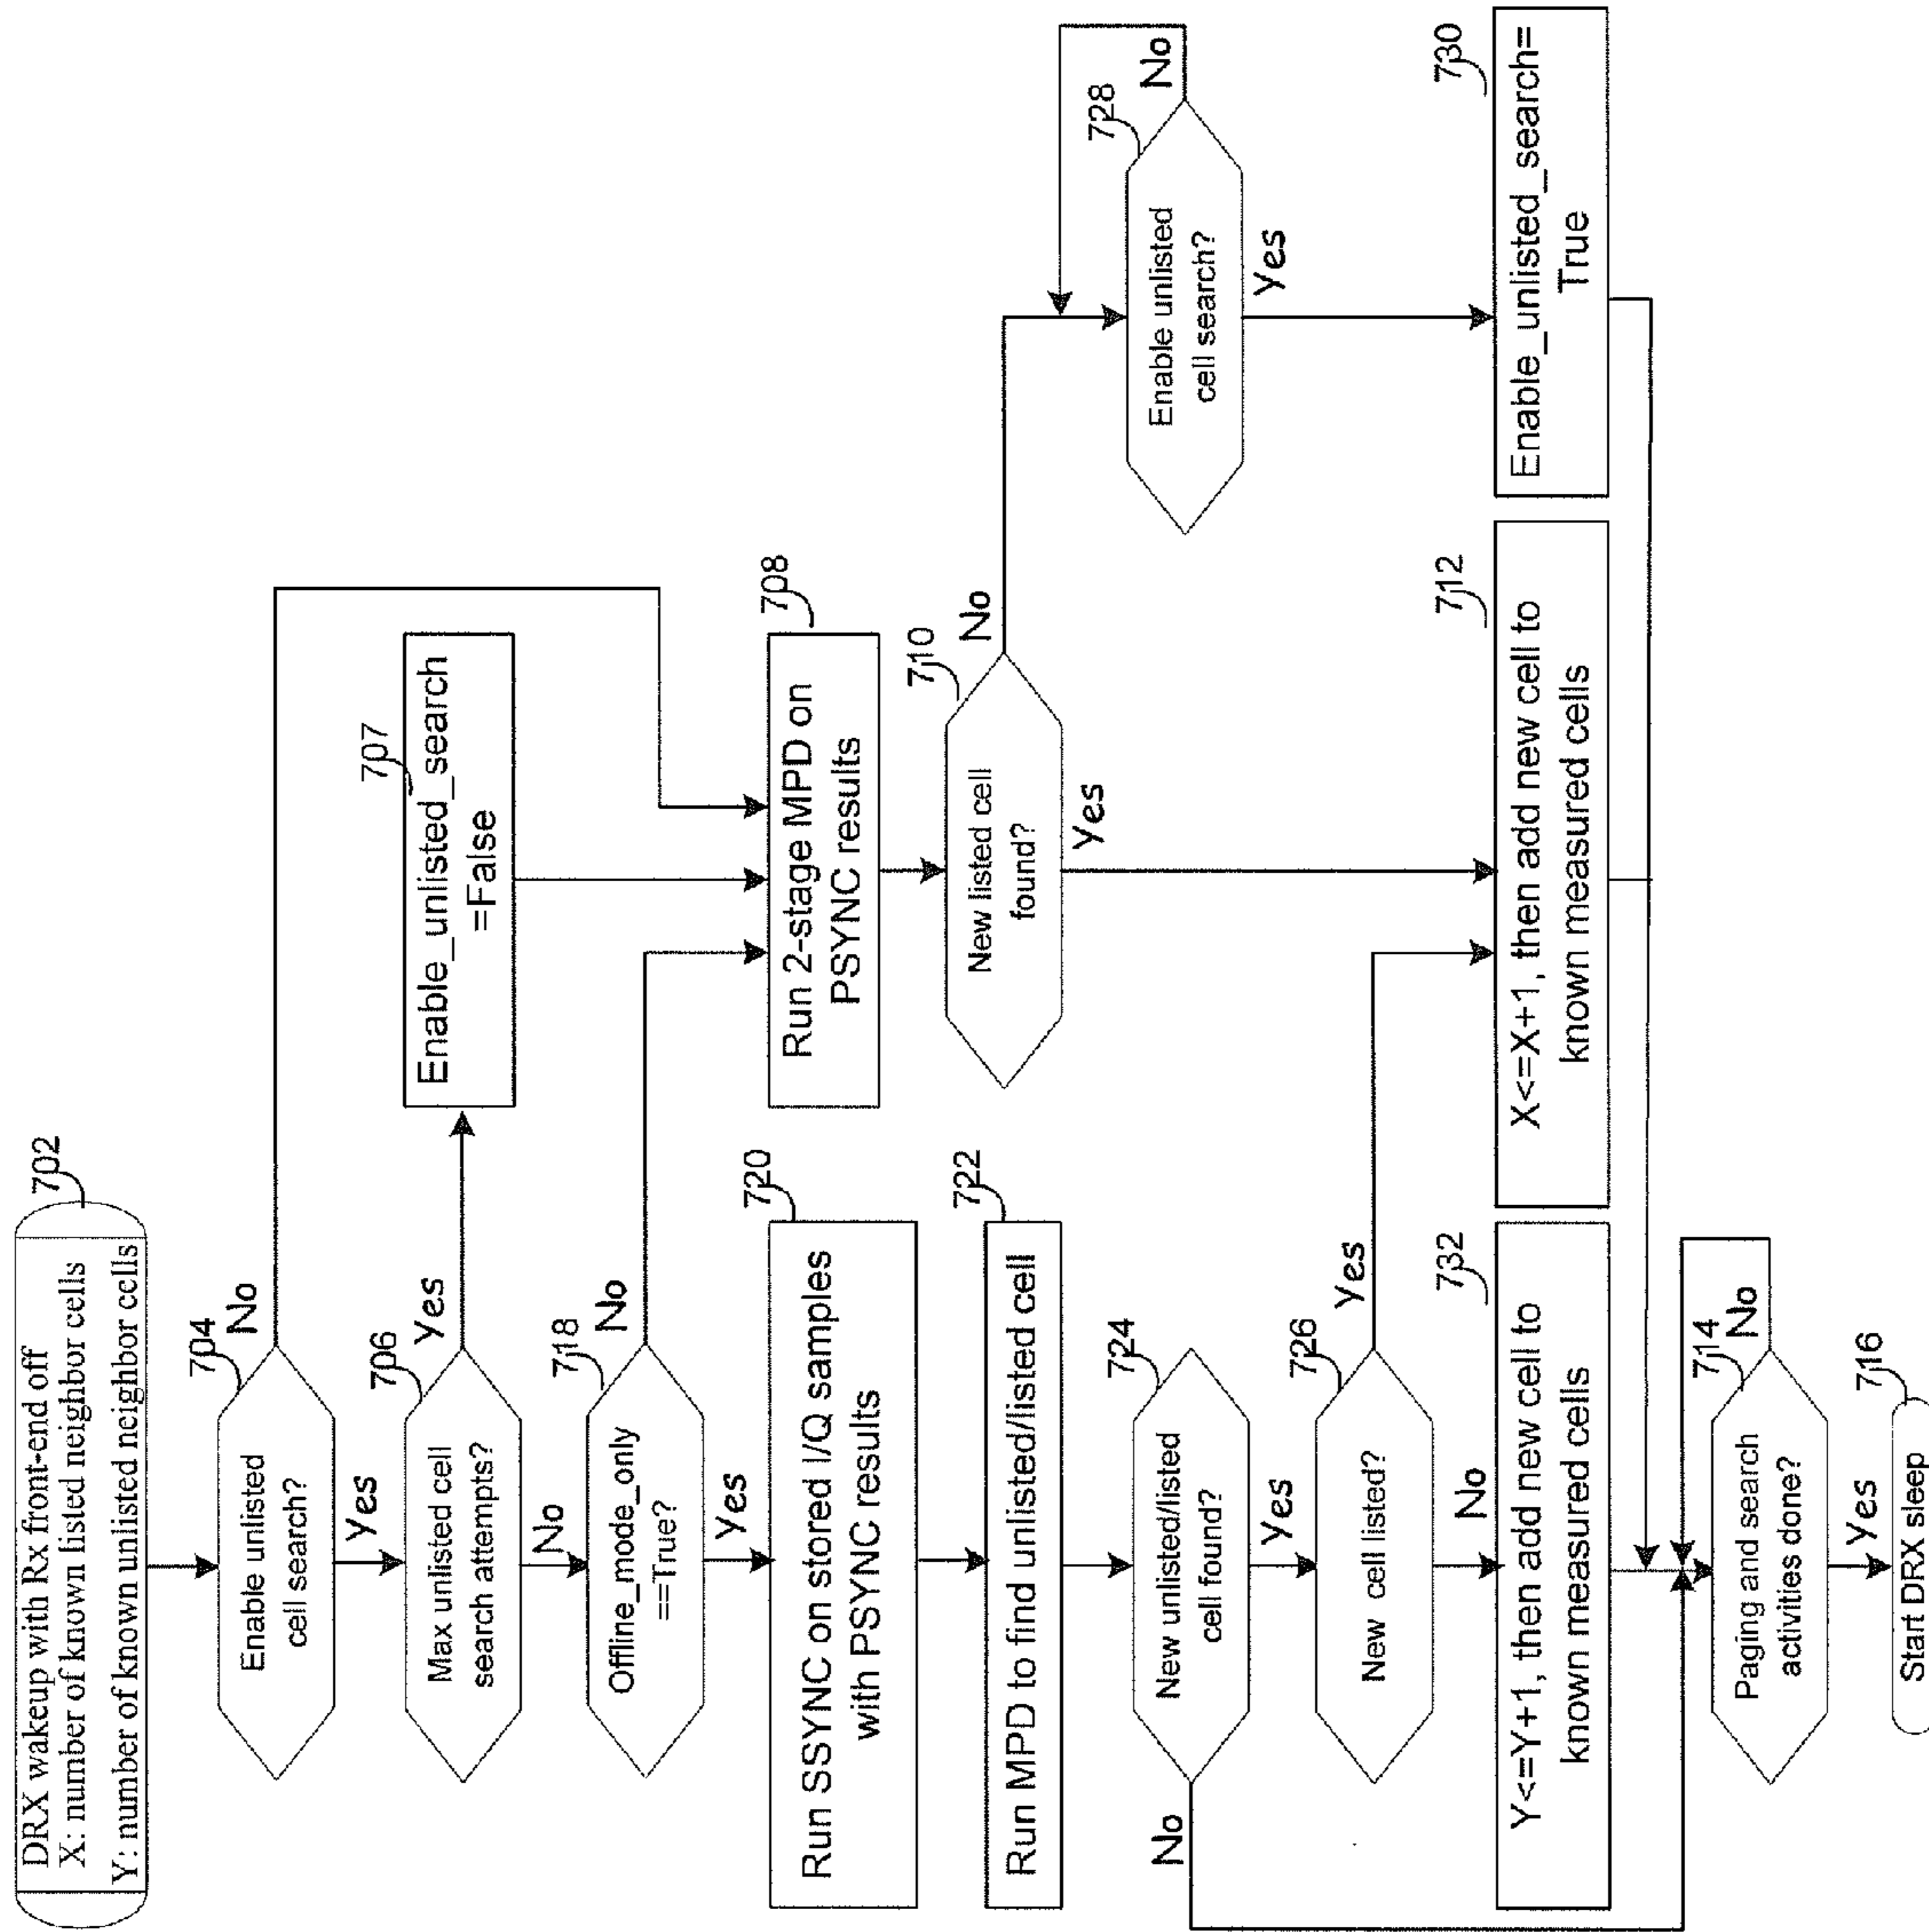 DRX wakeup with Rx front-end off
X: number of known listed neighbor cells
Y: number of known unlisted neighbor cells
702
704
Enable unlisted
cell search?
No
Yes
706
Max unlisted cell
search attempts?
Yes
No
707
Enable_unlisted_search
=False
718
Offline_mode_only
==True?
No
Yes
720
Run SSYNC on stored I/Q samples
with PSYNC results
708
Run 2-stage MPD on
PSYNC results
722
Run MPD to find unlisted/listed cell
710
New listed cell
found?
No
Yes
724
New unlisted/listed
cell found?
No
Yes
728
Enable unlisted
cell search?
No
Yes
726
New cell listed?
Yes
No
732
Y<=Y+1, then add new cell to
known measured cells
712
X<=X+1, then add new cell to
known measured cells
730
Enable_unlisted_search=
True
714
Paging and search
activities done?
No
Yes
716
Start DRX sleep